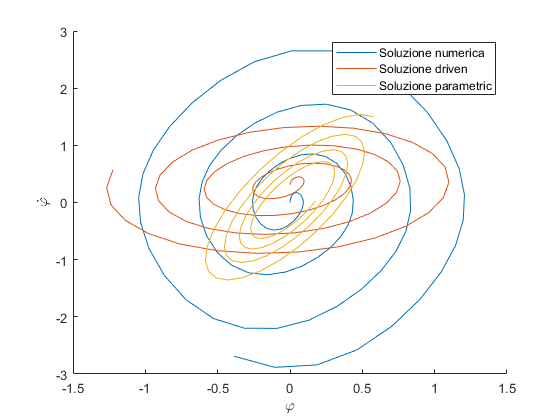 3
2
1
0
-1
-2
-3
-1.5 -1 -0.5 0 0.5 1 1.5
φ
φ̇
Soluzione numerica
Soluzione driven
Soluzione parametric